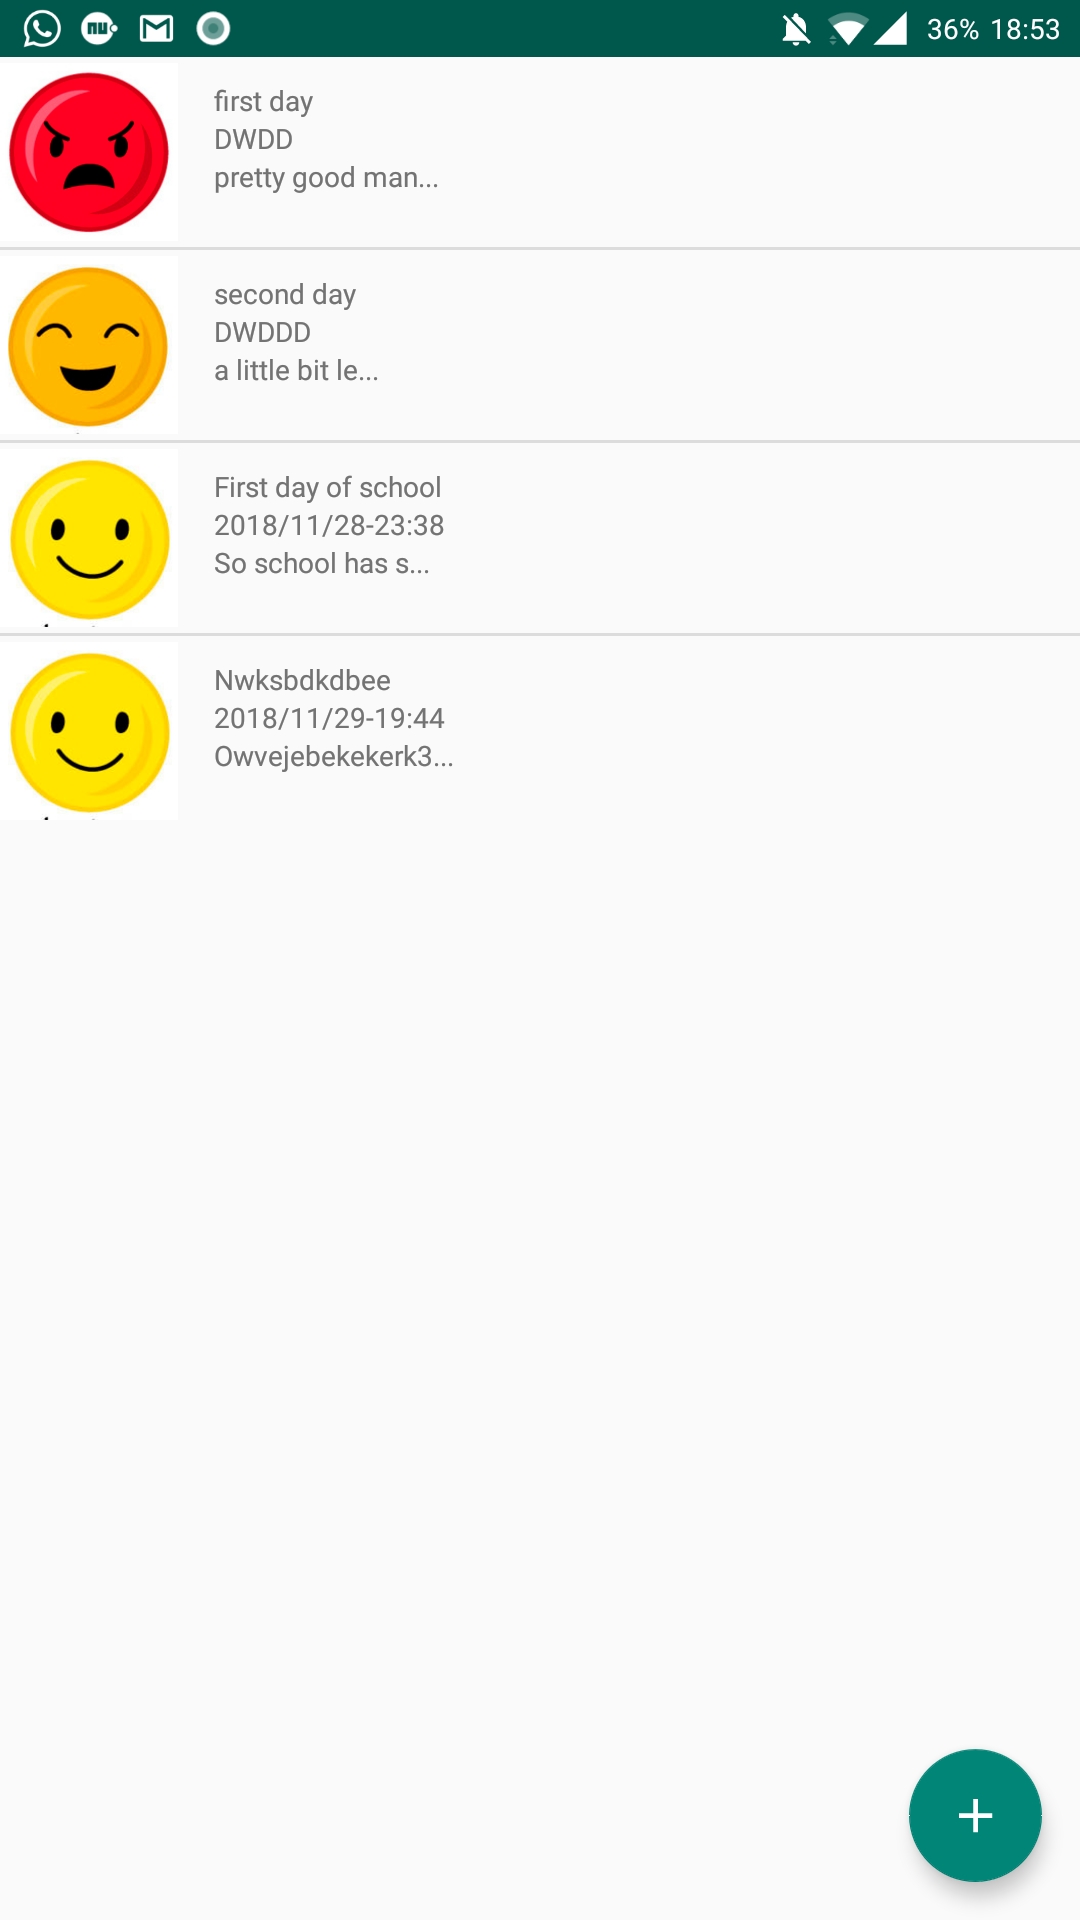 36% 18:53
first day
DWDD
pretty good man...
second day
DWDDD
a little bit le...
First day of school
2018/11/28-23:38
So school has s...
Nwksbdkdbee
2018/11/29-19:44
Owvejebekekerk3...